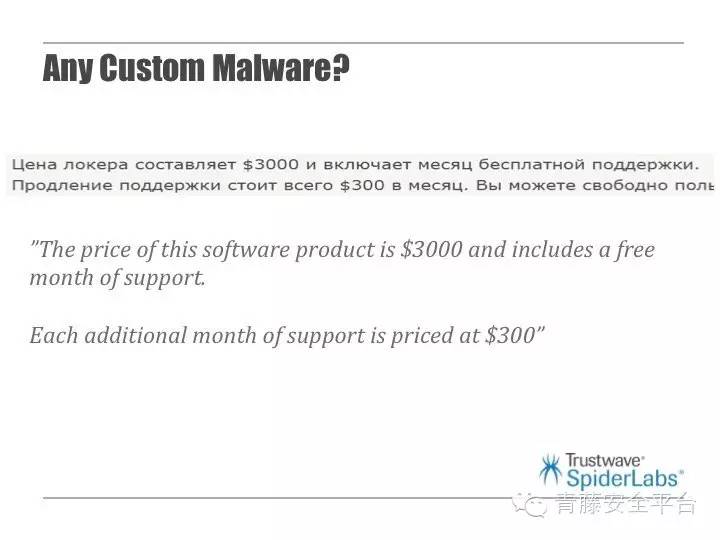 Any Custom Malware?
Цена локера составляет $3000 и включает месяц бесплатной поддержки.
Продление поддержки стоит всего $300 в месяц. Вы можете свободно
”The price of this software product is $3000 and includes a free
month of support.
Each additional month of support is priced at $300”
Trustwave®
SpiderLabs®
青藤安全平台